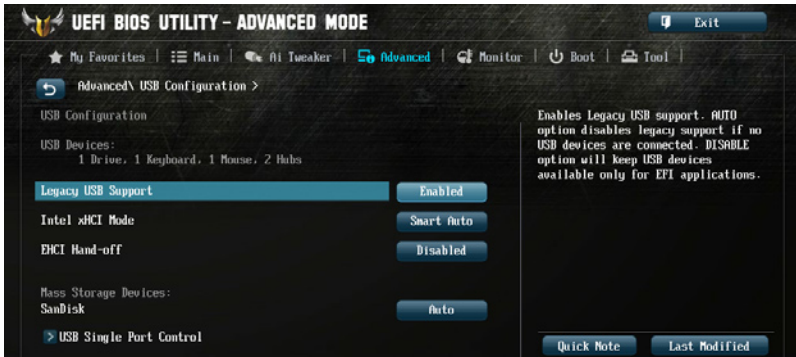 UEFI BIOS UTILITY – ADVANCED MODE
Exit
My Favorites | Main | Ai Tweaker | Advanced | Monitor | Boot | Tool |
Advanced\ USB Configuration >
USB Configuration
USB Devices:
1 Drive, 1 Keyboard, 1 Mouse, 2 Hubs
Legacy USB Support Enabled
Intel xHCI Mode Smart Auto
EHCI Hand-off Disabled
Mass Storage Devices:
SanDisk Auto
> USB Single Port Control
Enables Legacy USB support. AUTO
option disables legacy support if no
USB devices are connected. DISABLE
option will keep USB devices
available only for EFI applications.
Quick Note Last Modified